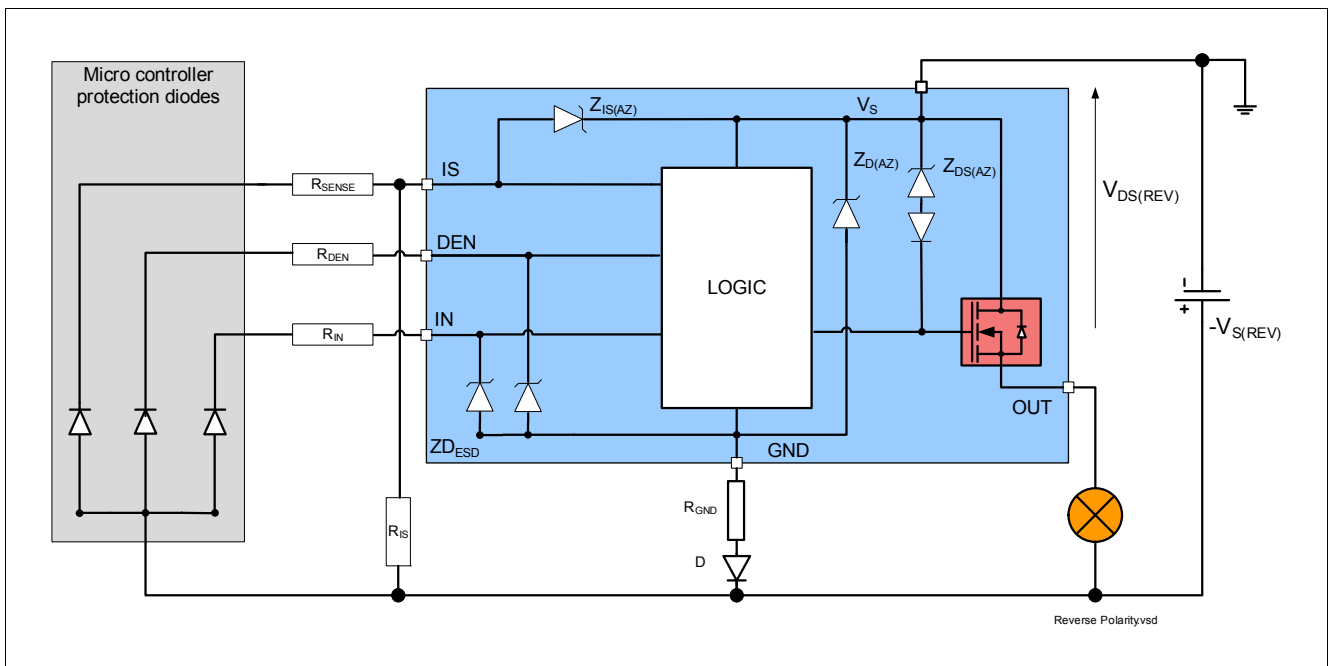 Micro controller
protection diodes
Z_IS(AZ)
V_S
IS
Z_D(AZ)
Z_DS(AZ)
R_SENSE
V_DS(REV)
DEN
R_DEN
LOGIC
IN
R_IN
-
+
-V_S(REV)
OUT
ZD_ESD
GND
R_GND
R_IS
D
Reverse Polarity.vsd